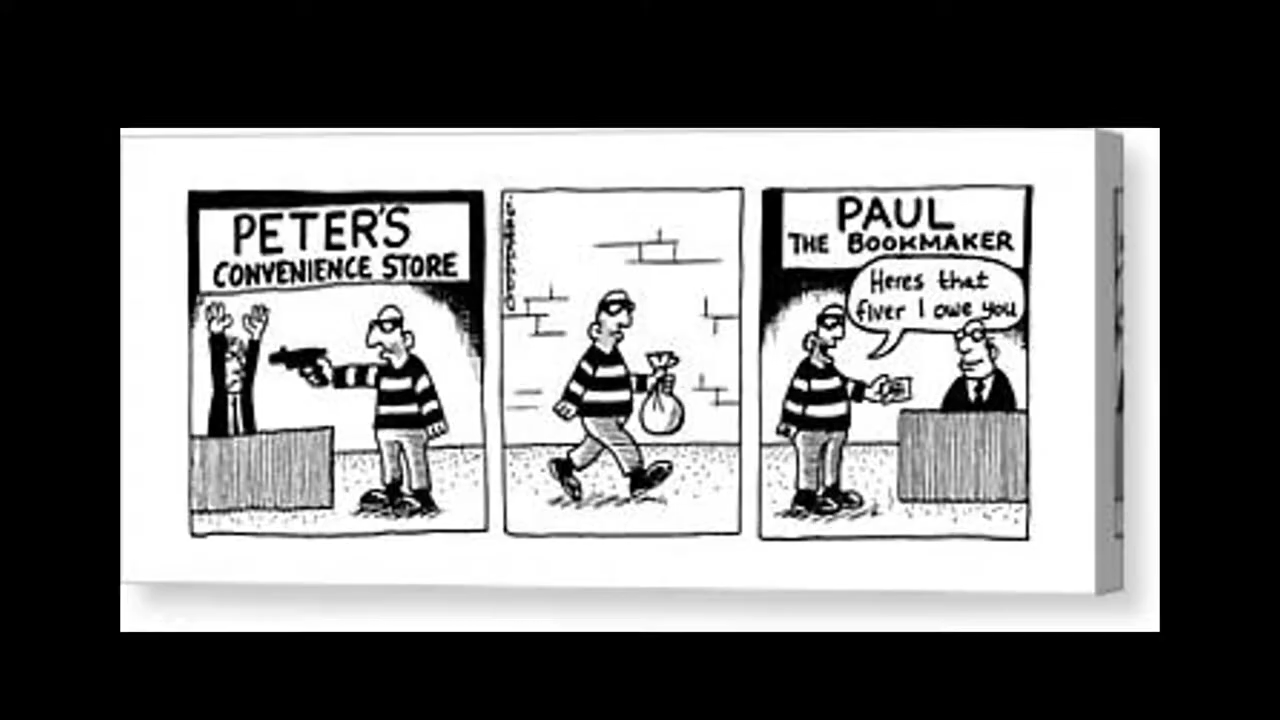 PETER'S
CONVENIENCE STORE
PAUL
THE BOOKMAKER
Heres that
fiver I owe you